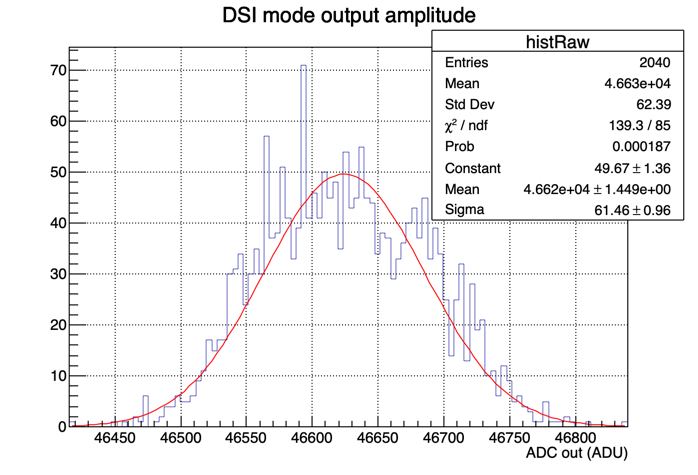 DSI mode output amplitude
histRaw
Entries 2040
Mean 4.663e+04
Std Dev 62.39
χ² / ndf 139.3 / 85
Prob 0.000187
Constant 49.67 ± 1.36
Mean 4.662e+04 ± 1.449e+00
Sigma 61.46 ± 0.96
70
60
50
40
30
20
10
0
46450 46500 46550 46600 46650 46700 46750 46800
ADC out (ADU)